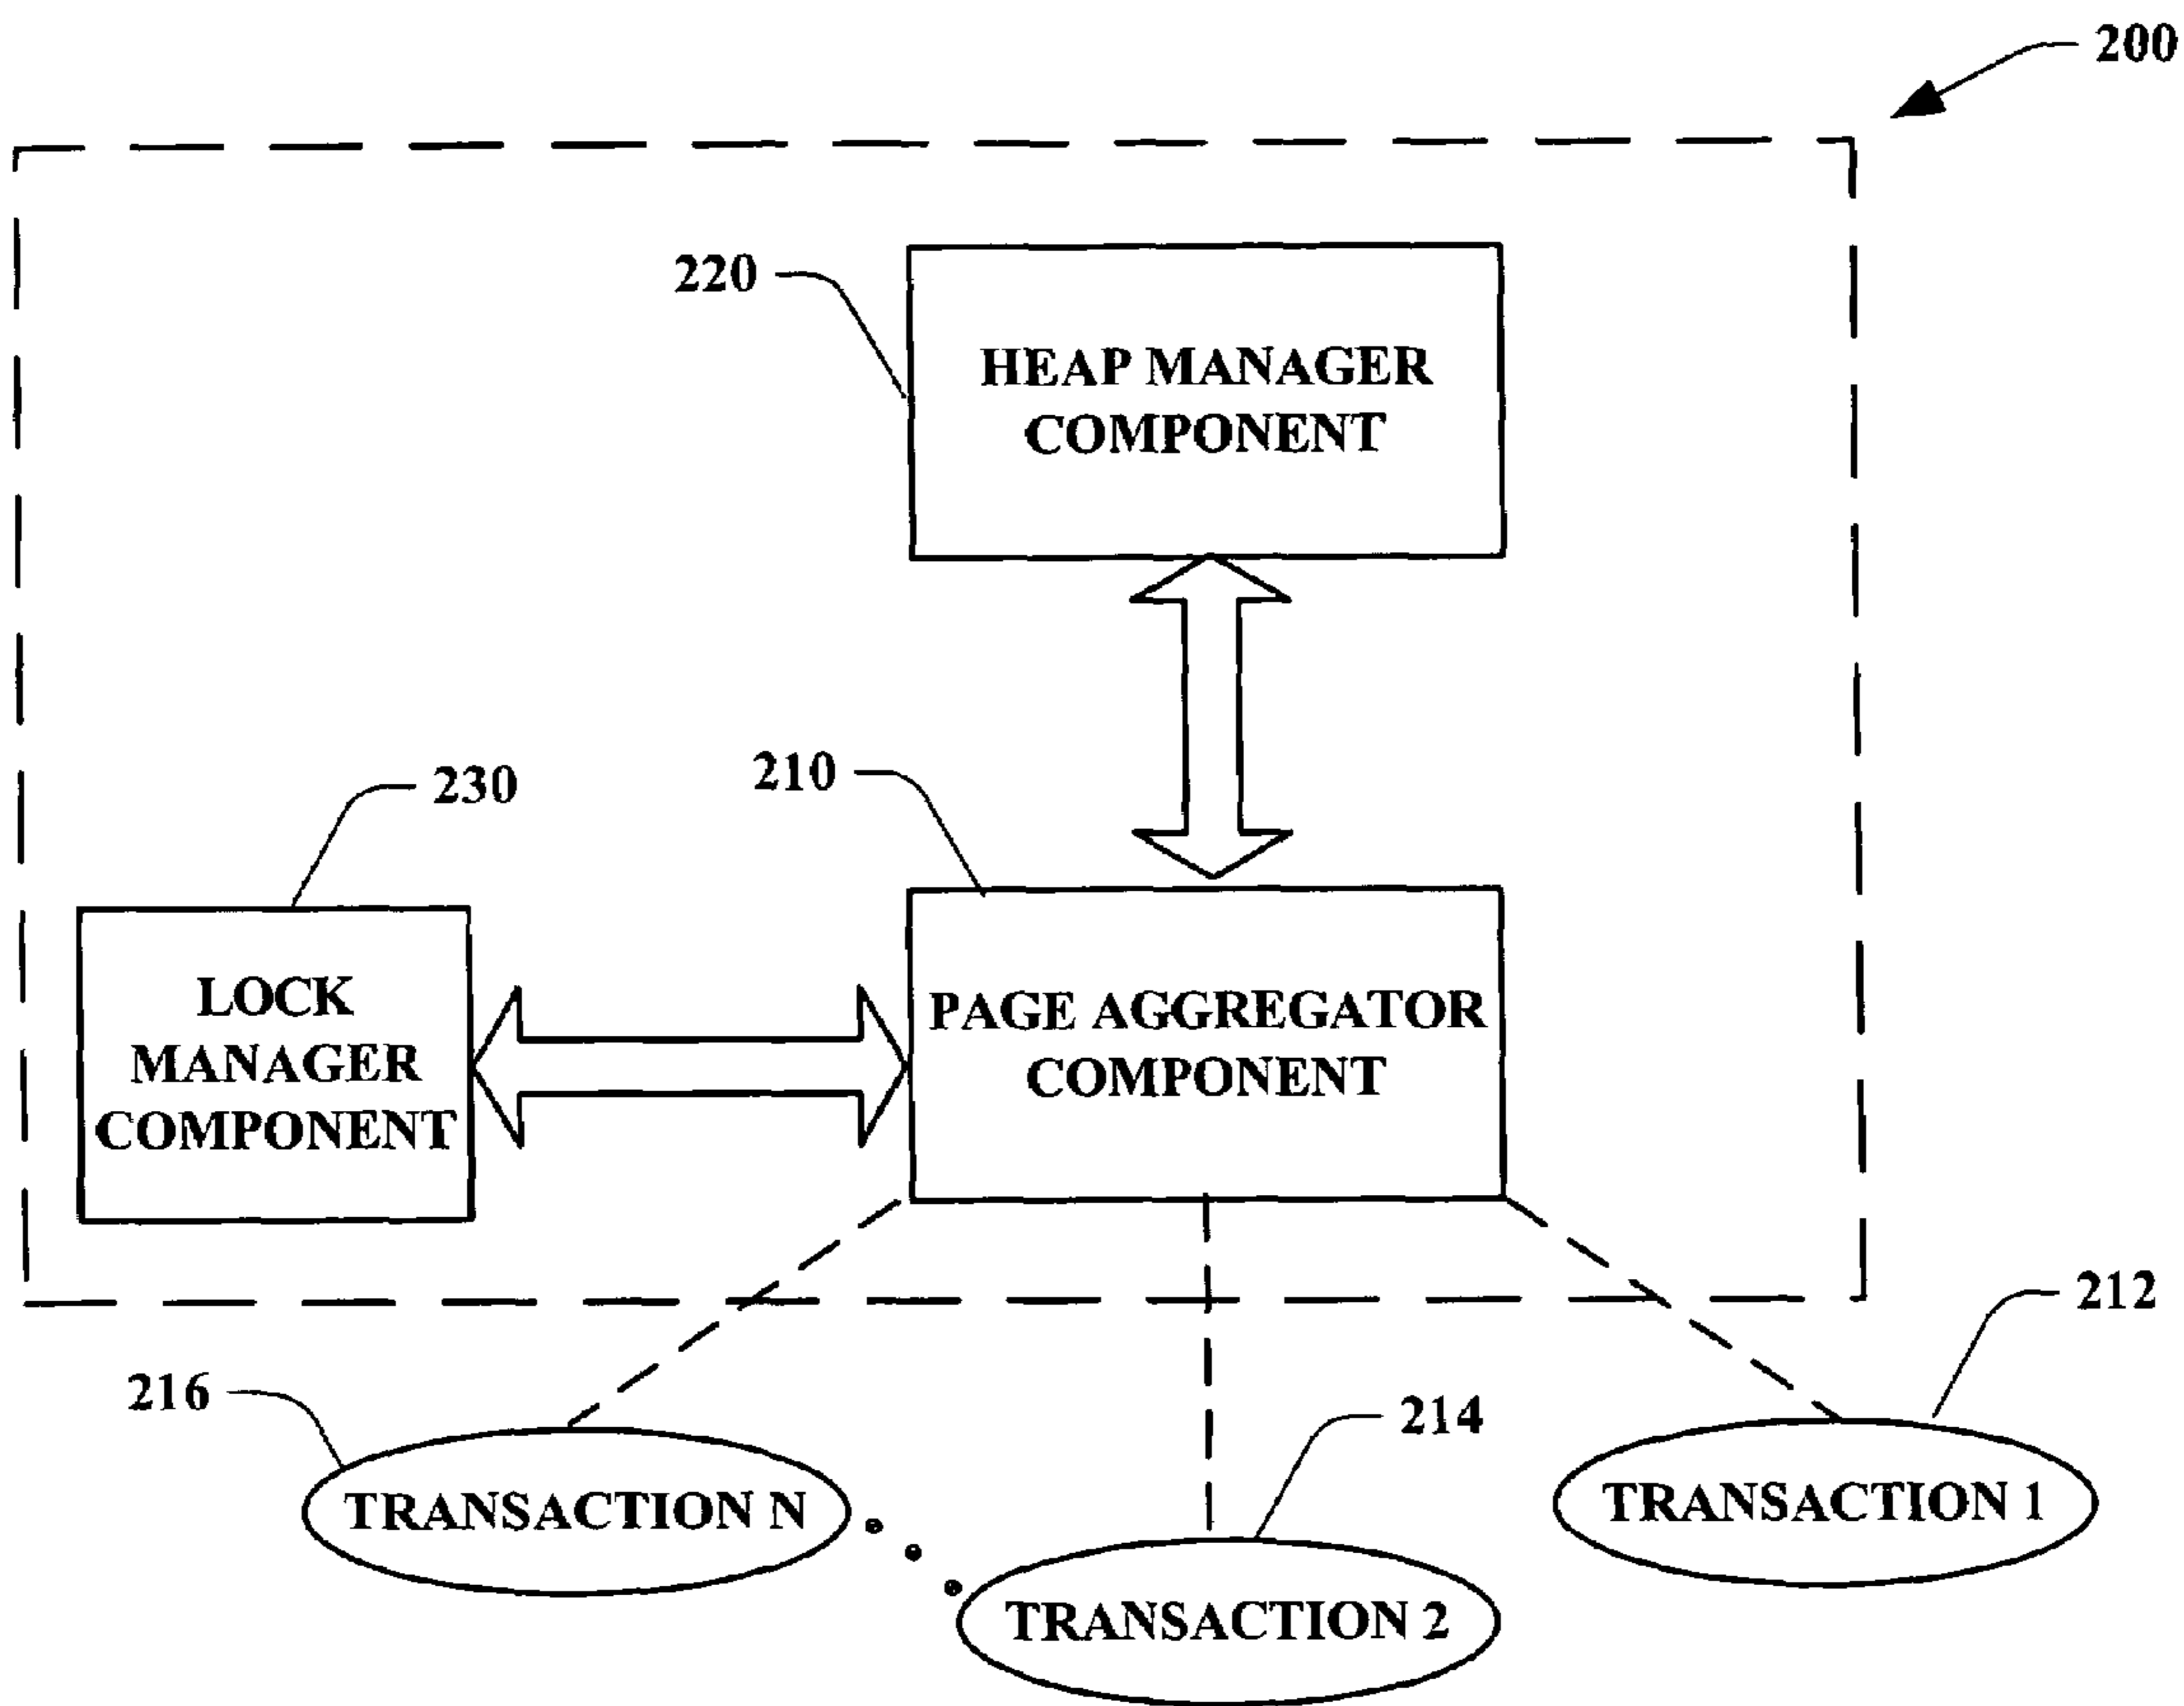 200
220
HEAP MANAGER
COMPONENT
230
210
LOCK
MANAGER
COMPONENT
PAGE AGGREGATOR
COMPONENT
212
216
214
TRANSACTION N
TRANSACTION 1
TRANSACTION 2